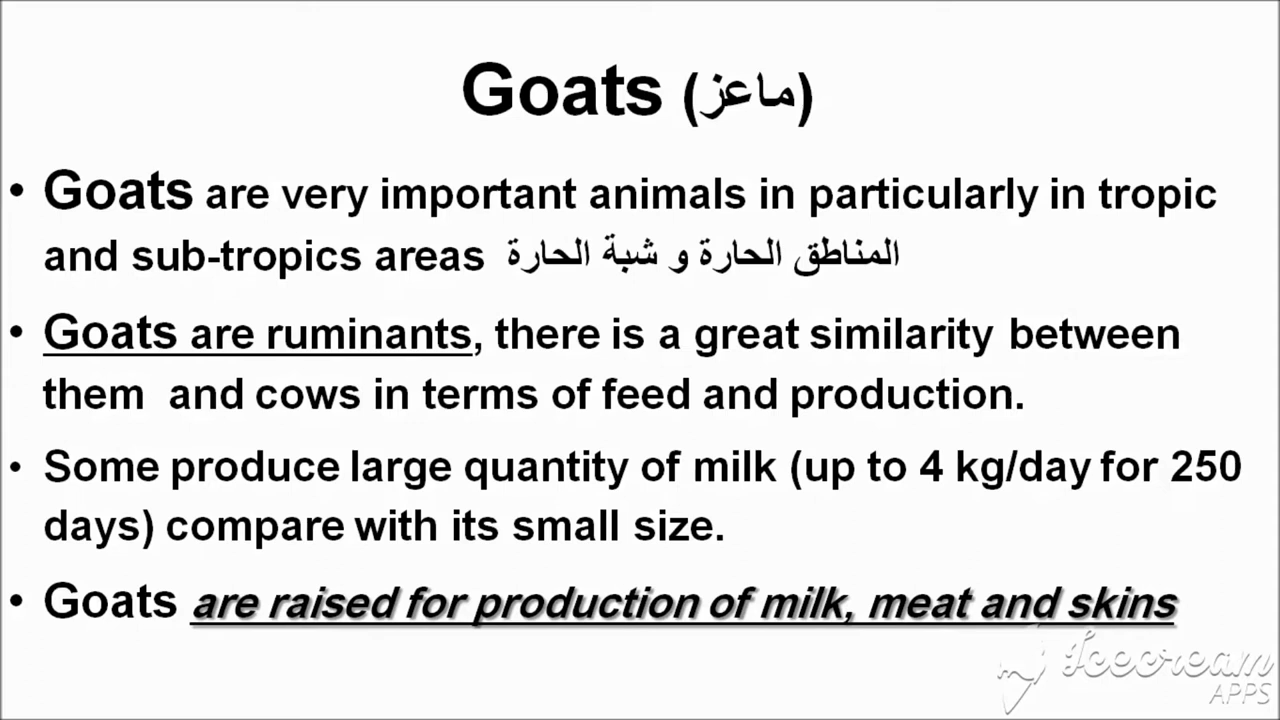 Goats (ماعز)
• Goats are very important animals in particularly in tropic
and sub-tropics areas المناطق الحارة و شبة الحارة
• Goats are ruminants, there is a great similarity between
them and cows in terms of feed and production.
• Some produce large quantity of milk (up to 4 kg/day for 250
days) compare with its small size.
• Goats are raised for production of milk, meat and skins
Icecream
APPS